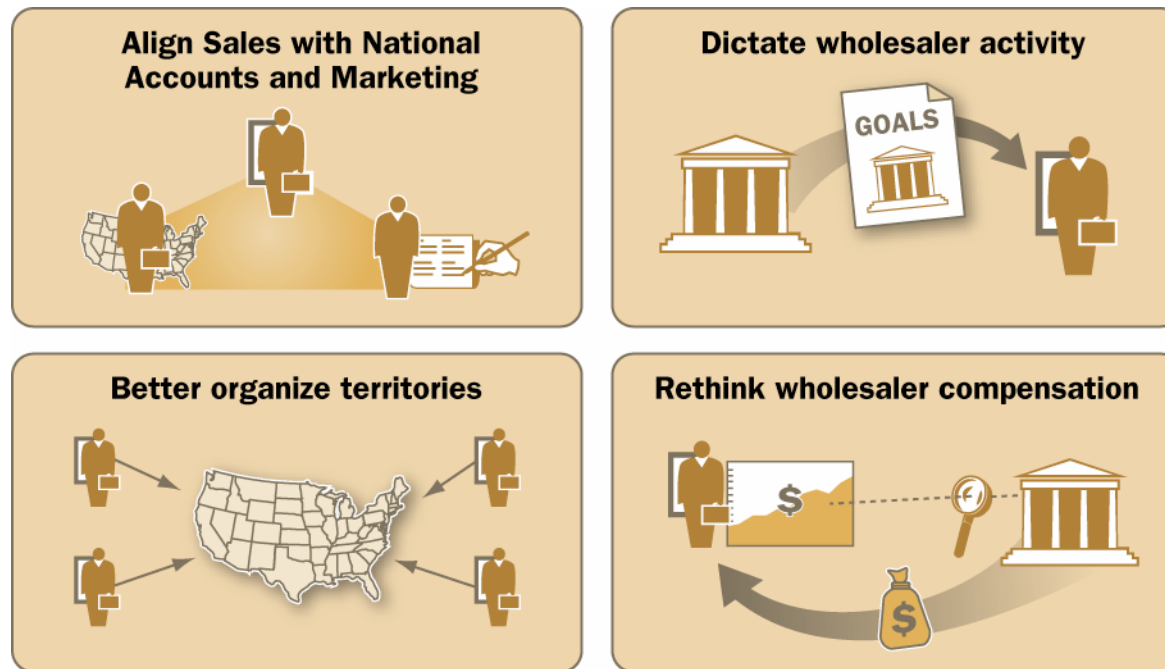 Align Sales with National
Accounts and Marketing
Dictate wholesaler activity
GOALS
Better organize territories
Rethink wholesaler compensation
$
$